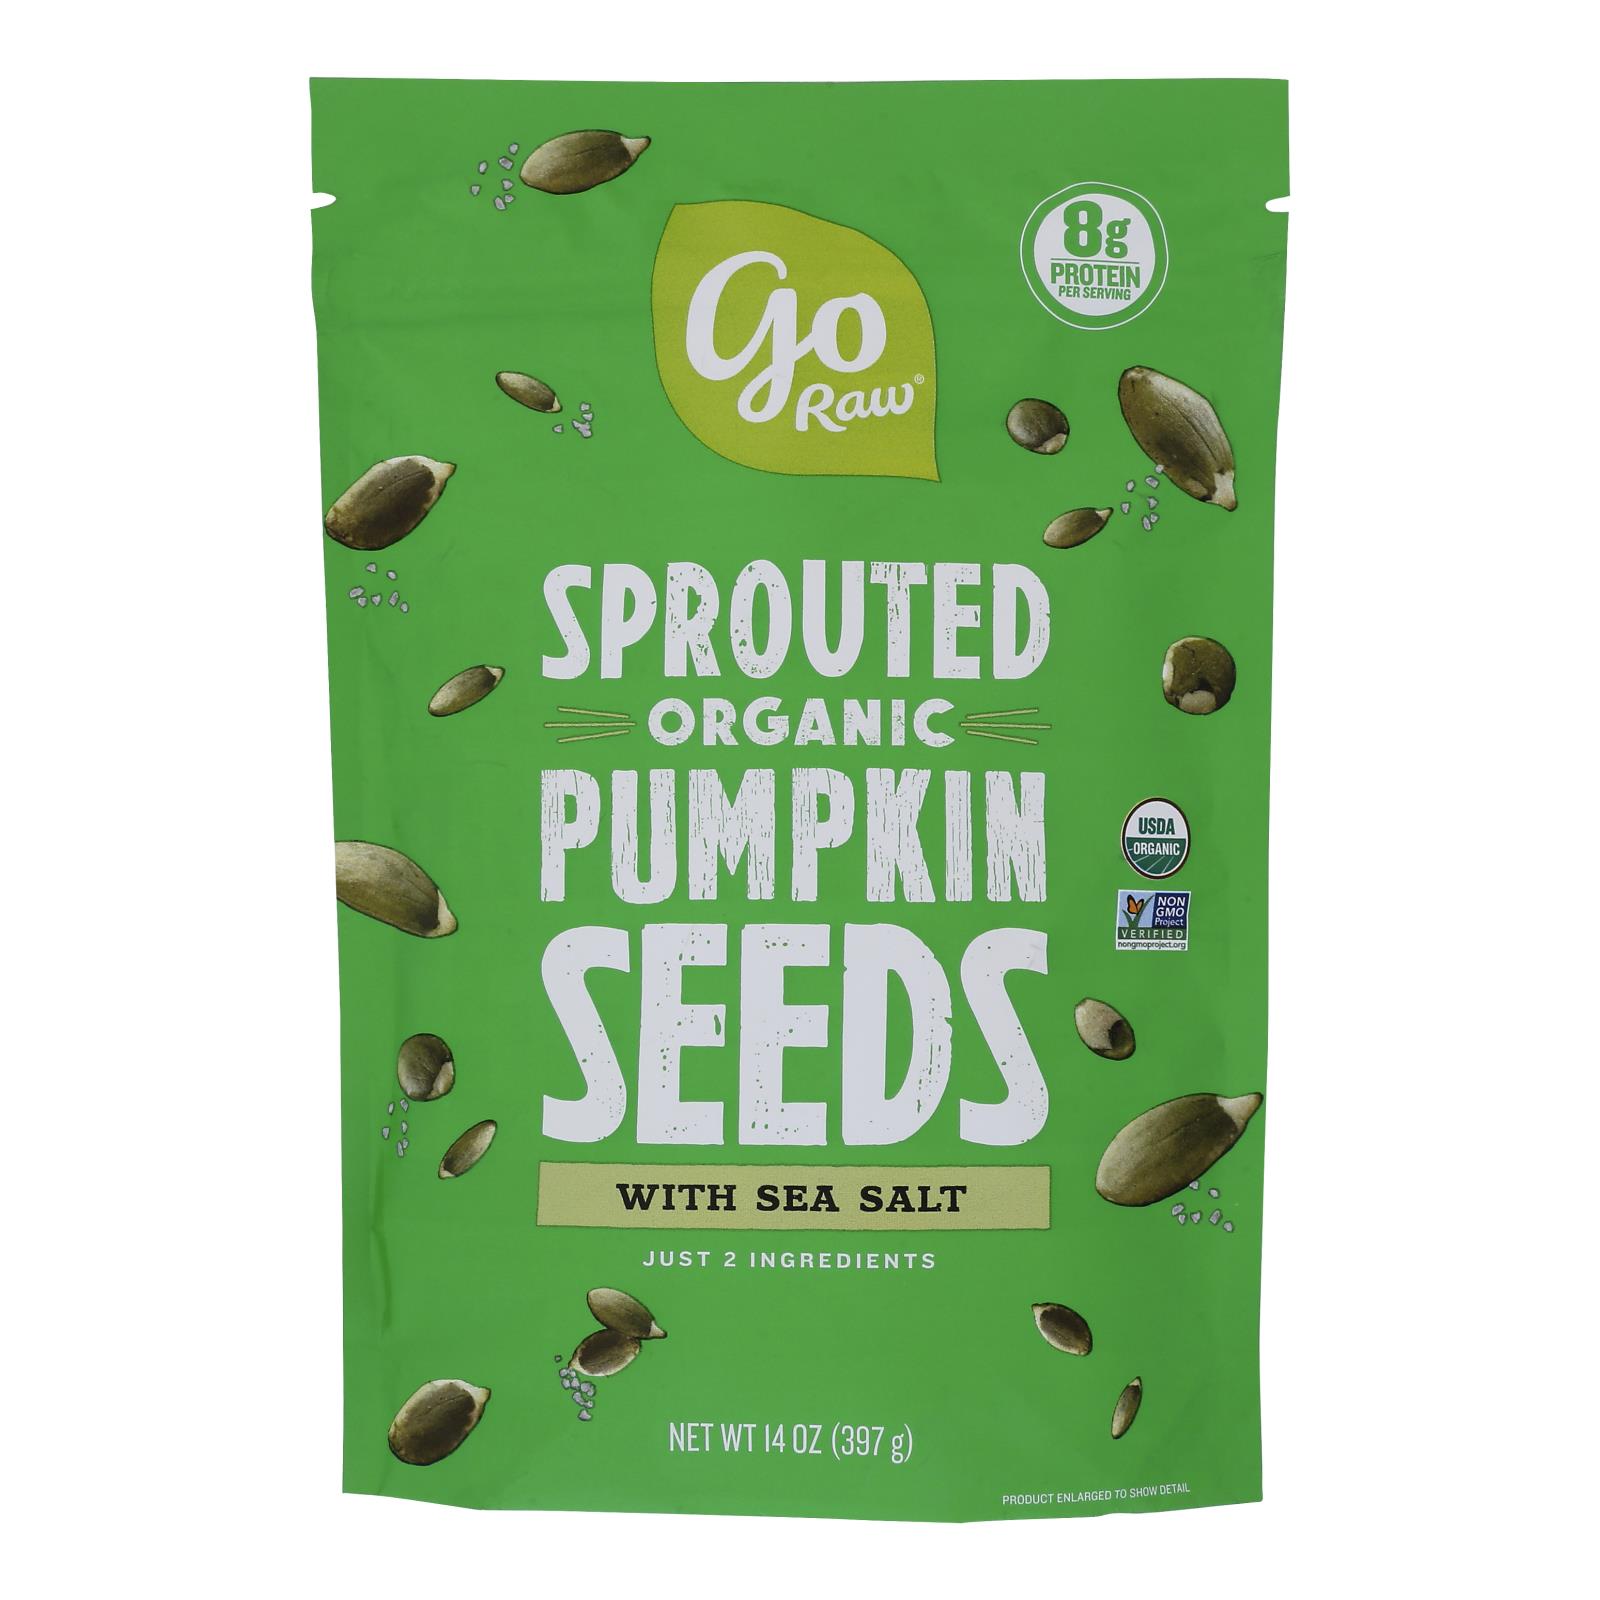 go
Raw®
8g
PROTEIN
PER SERVING
SPROUTED
ORGANIC
PUMPKIN
SEEDS
USDA
ORGANIC
NON
GMO
Project
VERIFIED
nongmoproject.org
WITH SEA SALT
JUST 2 INGREDIENTS
NET WT 14 OZ (397 g)
PRODUCT ENLARGED TO SHOW DETAIL